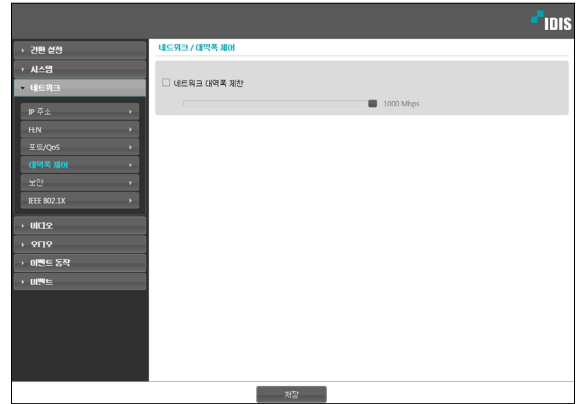 IDIS
간편 설정
시스템
네트워크
IP 주소
FEN
포트/QoS
대역폭 제어
보안
IEEE 802.1X
비디오
오디오
이벤트 동작
이벤트
네트워크 / 대역폭 제어
네트워크 대역폭 제한
1000 Mbps
저장